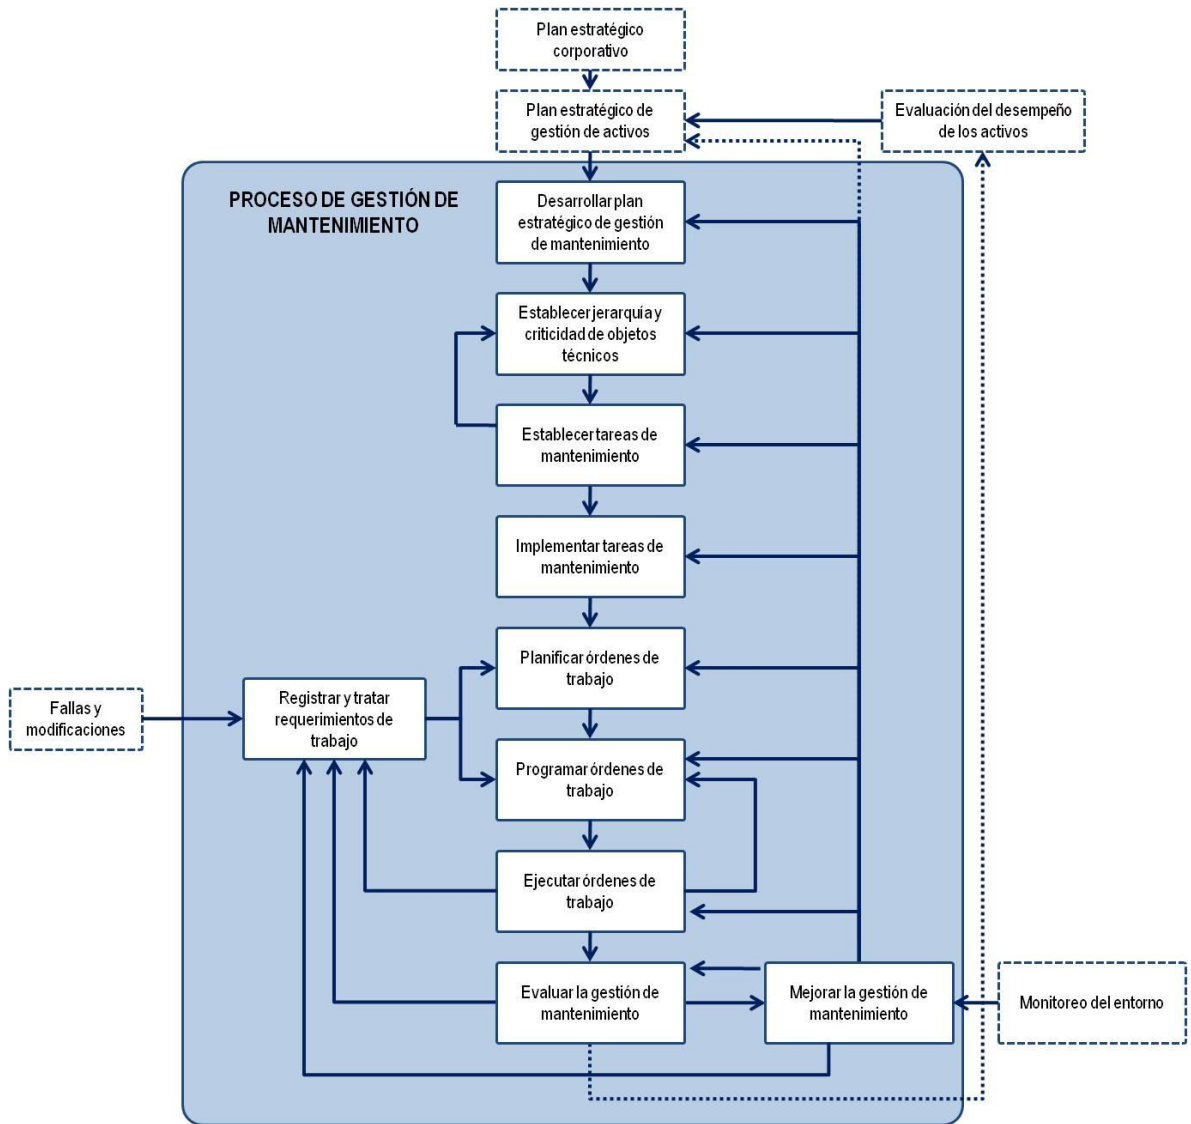 Plan estratégico
corporativo
Plan estratégico de
gestión de activos
Evaluación del desempeño
de los activos
PROCESO DE GESTIÓN DE
MANTENIMIENTO
Desarrollar plan
estratégico de gestión
de mantenimiento
Establecer jerarquía y
criticidad de objetos
técnicos
Establecer tareas de
mantenimiento
Implementar tareas de
mantenimiento
Planificar órdenes de
trabajo
Fallas y
modificaciones
Registrar y tratar
requerimientos de
trabajo
Programar órdenes de
trabajo
Ejecutar órdenes de
trabajo
Evaluar la gestión de
mantenimiento
Mejorar la gestión de
mantenimiento
Monitoreo del entorno